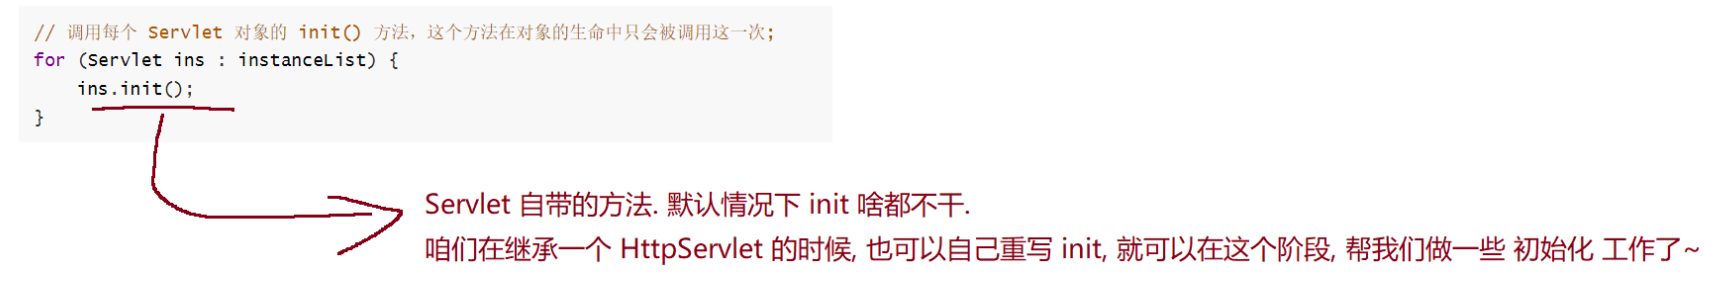 // 调用每个 Servlet 对象的 init() 方法，这个方法在对象的生命中只会被调用这一次;
for (Servlet ins : instanceList) {
    ins.init();
}
Servlet 自带的方法. 默认情况下 init 啥都不干.
咱们在继承一个 HttpServlet 的时候, 也可以自己重写 init, 就可以在这个阶段, 帮我们做一些 初始化 工作了~